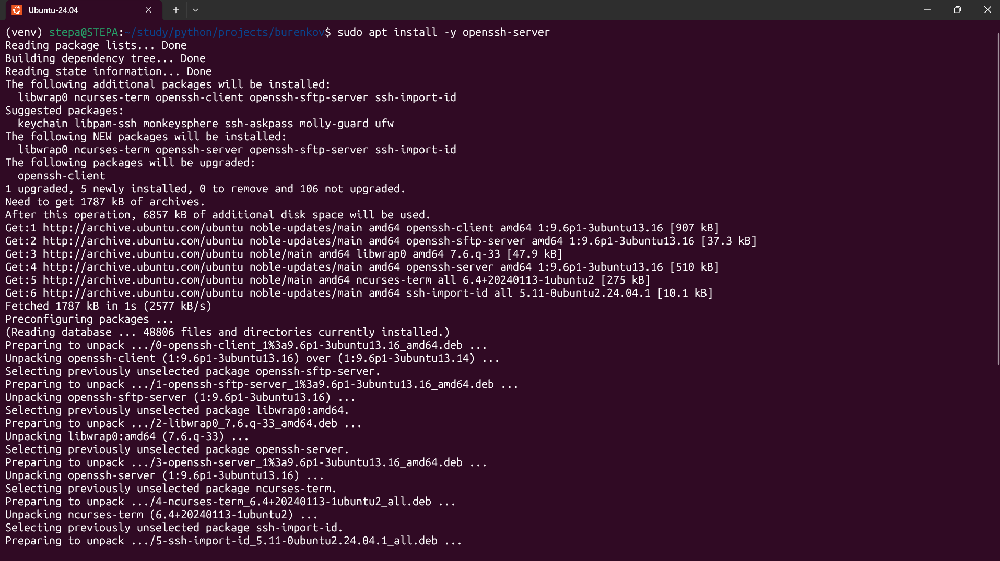 Ubuntu-24.04
(venv) stepa@STEPA:~/study/python/projects/burenkov$ sudo apt install -y openssh-server
Reading package lists... Done
Building dependency tree... Done
Reading state information... Done
The following additional packages will be installed:
  libwrap0 ncurses-term openssh-client openssh-sftp-server ssh-import-id
Suggested packages:
  keychain libpam-ssh monkeysphere ssh-askpass molly-guard ufw
The following NEW packages will be installed:
  libwrap0 ncurses-term openssh-server openssh-sftp-server ssh-import-id
The following packages will be upgraded:
  openssh-client
1 upgraded, 5 newly installed, 0 to remove and 106 not upgraded.
Need to get 1787 kB of archives.
After this operation, 6857 kB of additional disk space will be used.
Get:1 http://archive.ubuntu.com/ubuntu noble-updates/main amd64 openssh-client amd64 1:9.6p1-3ubuntu13.16 [907 kB]
Get:2 http://archive.ubuntu.com/ubuntu noble-updates/main amd64 openssh-sftp-server amd64 1:9.6p1-3ubuntu13.16 [37.3 kB]
Get:3 http://archive.ubuntu.com/ubuntu noble/main amd64 libwrap0 amd64 7.6.q-33 [47.9 kB]
Get:4 http://archive.ubuntu.com/ubuntu noble-updates/main amd64 openssh-server amd64 1:9.6p1-3ubuntu13.16 [510 kB]
Get:5 http://archive.ubuntu.com/ubuntu noble/main amd64 ncurses-term all 6.4+20240113-1ubuntu2 [275 kB]
Get:6 http://archive.ubuntu.com/ubuntu noble-updates/main amd64 ssh-import-id all 5.11-0ubuntu2.24.04.1 [10.1 kB]
Fetched 1787 kB in 1s (2577 kB/s)
Preconfiguring packages ...
(Reading database ... 48806 files and directories currently installed.)
Preparing to unpack .../0-openssh-client_1%3a9.6p1-3ubuntu13.16_amd64.deb ...
Unpacking openssh-client (1:9.6p1-3ubuntu13.16) over (1:9.6p1-3ubuntu13.14) ...
Selecting previously unselected package openssh-sftp-server.
Preparing to unpack .../1-openssh-sftp-server_1%3a9.6p1-3ubuntu13.16_amd64.deb ...
Unpacking openssh-sftp-server (1:9.6p1-3ubuntu13.16) ...
Selecting previously unselected package libwrap0:amd64.
Preparing to unpack .../2-libwrap0_7.6.q-33_amd64.deb ...
Unpacking libwrap0:amd64 (7.6.q-33) ...
Selecting previously unselected package openssh-server.
Preparing to unpack .../3-openssh-server_1%3a9.6p1-3ubuntu13.16_amd64.deb ...
Unpacking openssh-server (1:9.6p1-3ubuntu13.16) ...
Selecting previously unselected package ncurses-term.
Preparing to unpack .../4-ncurses-term_6.4+20240113-1ubuntu2_all.deb ...
Unpacking ncurses-term (6.4+20240113-1ubuntu2) ...
Selecting previously unselected package ssh-import-id.
Preparing to unpack .../5-ssh-import-id_5.11-0ubuntu2.24.04.1_all.deb ...